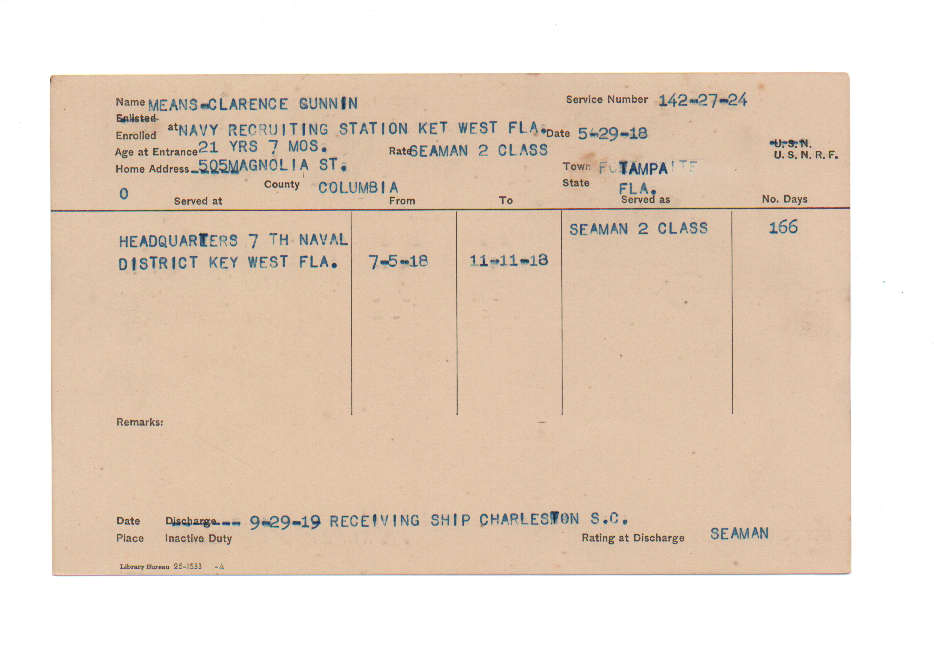 Name MEANS-CLARENCE GUNNIN Service Number 142-27-24
Enlisted
Enrolled at NAVY RECRUITING STATION KET WEST FLA. Date 5-29-18
Age at Entrance 21 YRS 7 MOS. Rate SEAMAN 2 CLASS U.S.N.
U. S. N. R. F.
Home Address 505 MAGNOLIA ST. Town TAMPA
0 County COLUMBIA State FLA.
Served at From To Served as No. Days
SEAMAN 2 CLASS 166
HEADQUARTERS 7 TH NAVAL
DISTRICT KEY WEST FLA. 7-5-18 11-11-18
Remarks:
Date Discharge 9-29-19 RECEIVING SHIP CHARLESTON S.C.
Place Inactive Duty Rating at Discharge SEAMAN
Library Bureau 25-1533 -A